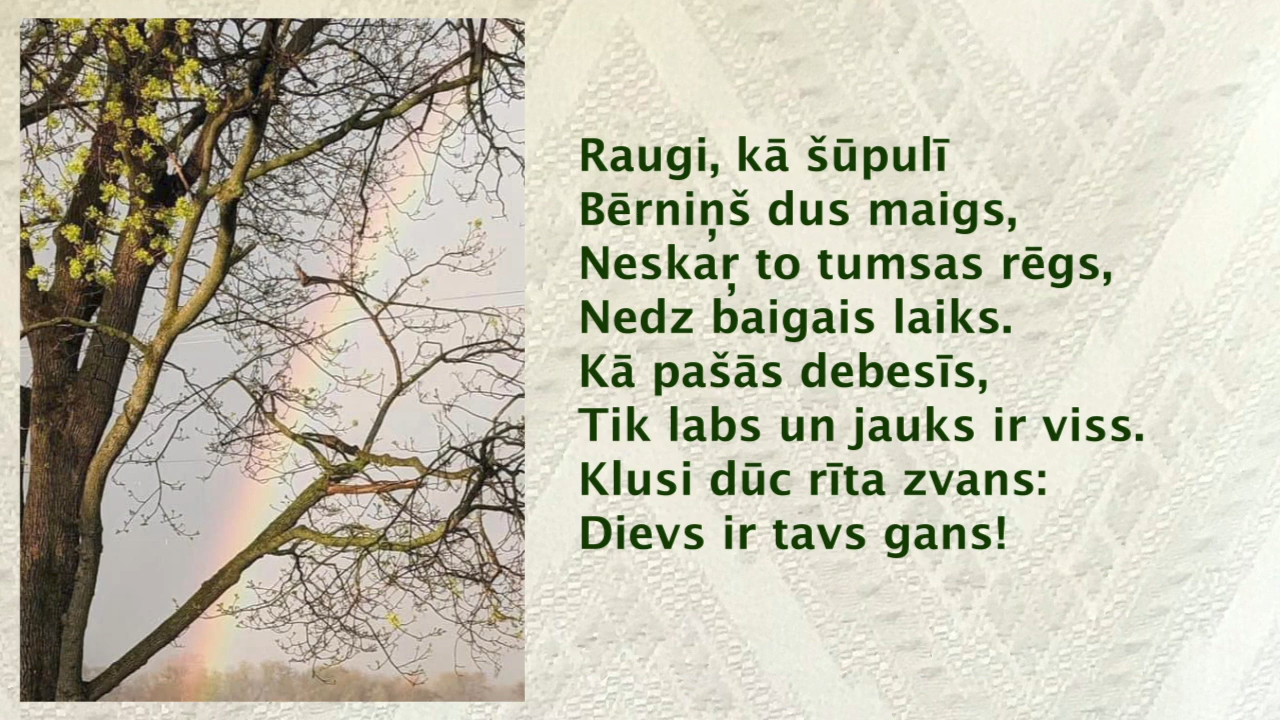 Raugi, kā šūpulī
Bērniņš dus maigs,
Neskaŗ to tumsas rēgs,
Nedz baigais laiks.
Kā pašās debesīs,
Tik labs un jauks ir viss.
Klusi dūc rīta zvans:
Dievs ir tavs gans!